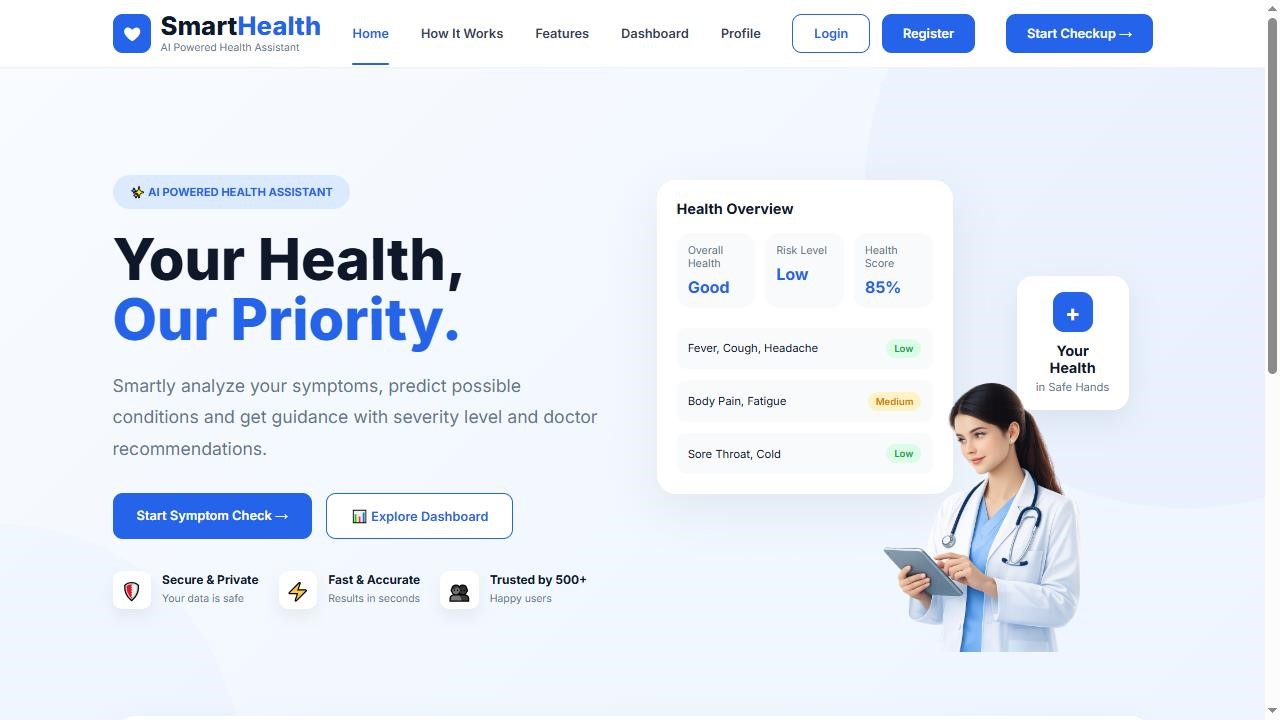 SmartHealth
AI Powered Health Assistant
Home
How It Works
Features
Dashboard
Profile
Login
Register
Start Checkup →
AI POWERED HEALTH ASSISTANT
Your Health,
Our Priority.
Smartly analyze your symptoms, predict possible
conditions and get guidance with severity level and doctor
recommendations.
Start Symptom Check →
Explore Dashboard
Secure & Private
Your data is safe
Fast & Accurate
Results in seconds
Trusted by 500+
Happy users
Health Overview
Overall
Health
Good
Risk Level
Low
Health
Score
85%
Fever, Cough, Headache
Low
Body Pain, Fatigue
Medium
Sore Throat, Cold
Low
+
Your
Health
in Safe Hands